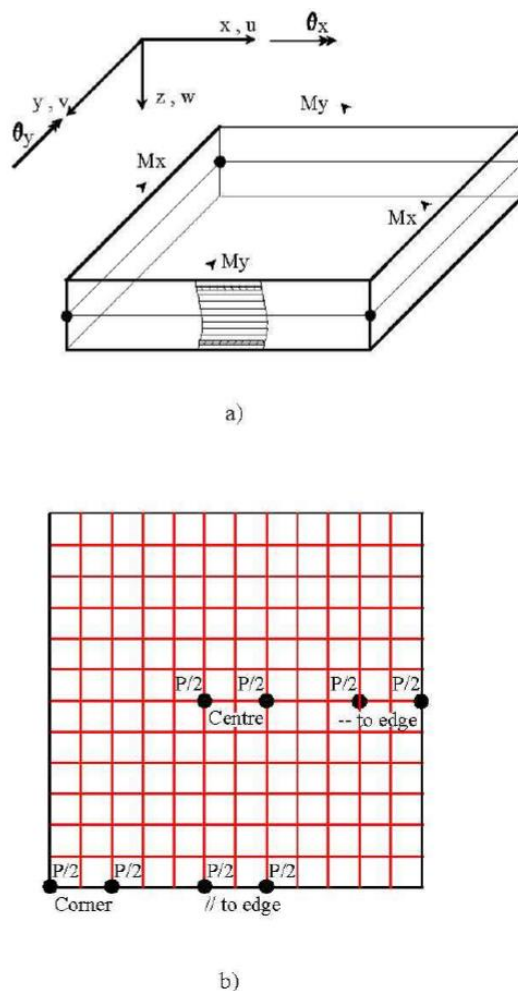 x , u
θx
y , v
z , w
θy
My
Mx
Mx
My
a)
P/2 P/2 P/2 P/2
Centre -- to edge
P/2 P/2 P/2 P/2
Corner // to edge
b)